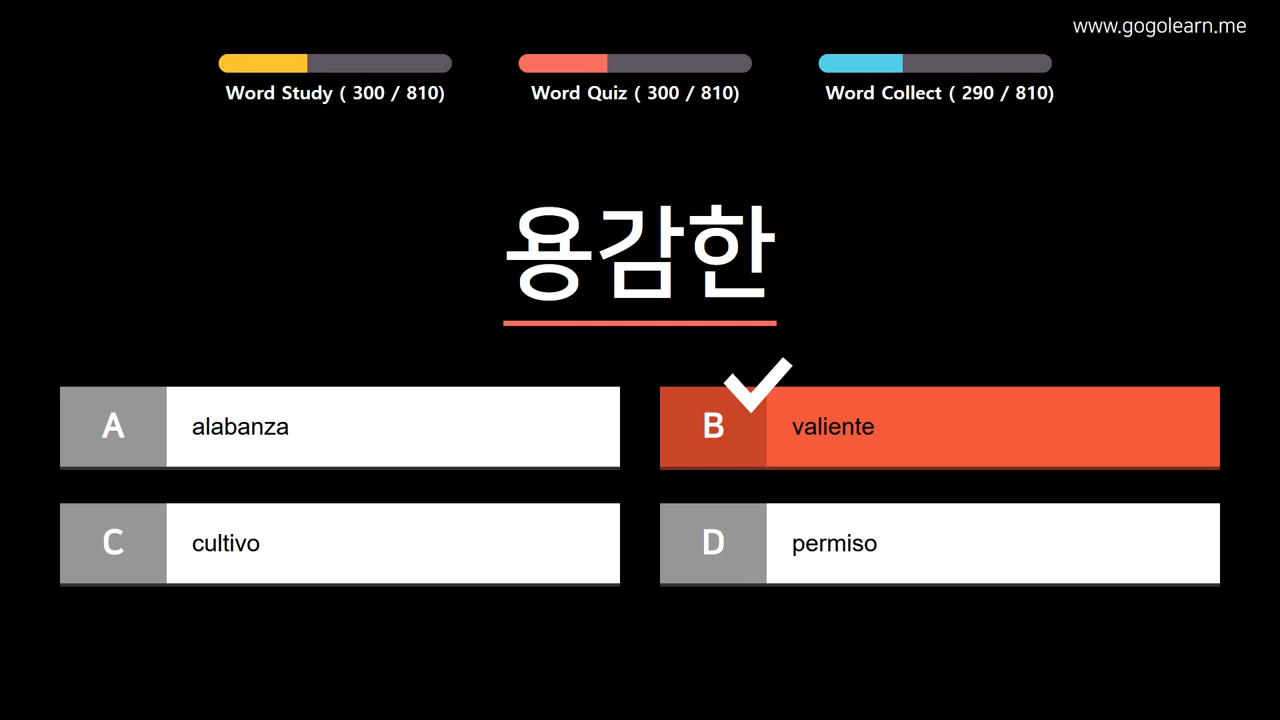 www.gogolearn.me
Word Study ( 300 / 810)
Word Quiz ( 300 / 810)
Word Collect ( 290 / 810)
용감한
A alabanza
B valiente
C cultivo
D permiso